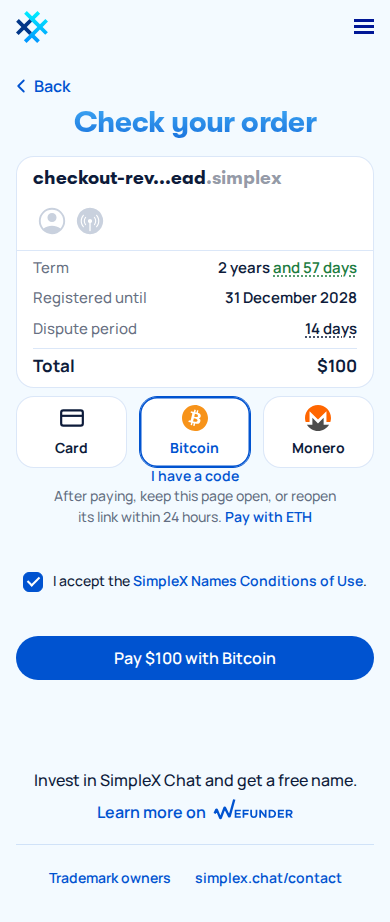 Back
Check your order
checkout-rev...ead.simplex
Term 2 years and 57 days
Registered until 31 December 2028
Dispute period 14 days
Total $100
Card Bitcoin Monero
I have a code
After paying, keep this page open, or reopen
its link within 24 hours. Pay with ETH
I accept the SimpleX Names Conditions of Use.
Pay $100 with Bitcoin
Invest in SimpleX Chat and get a free name.
Learn more on WEFUNDER
Trademark owners simplex.chat/contact